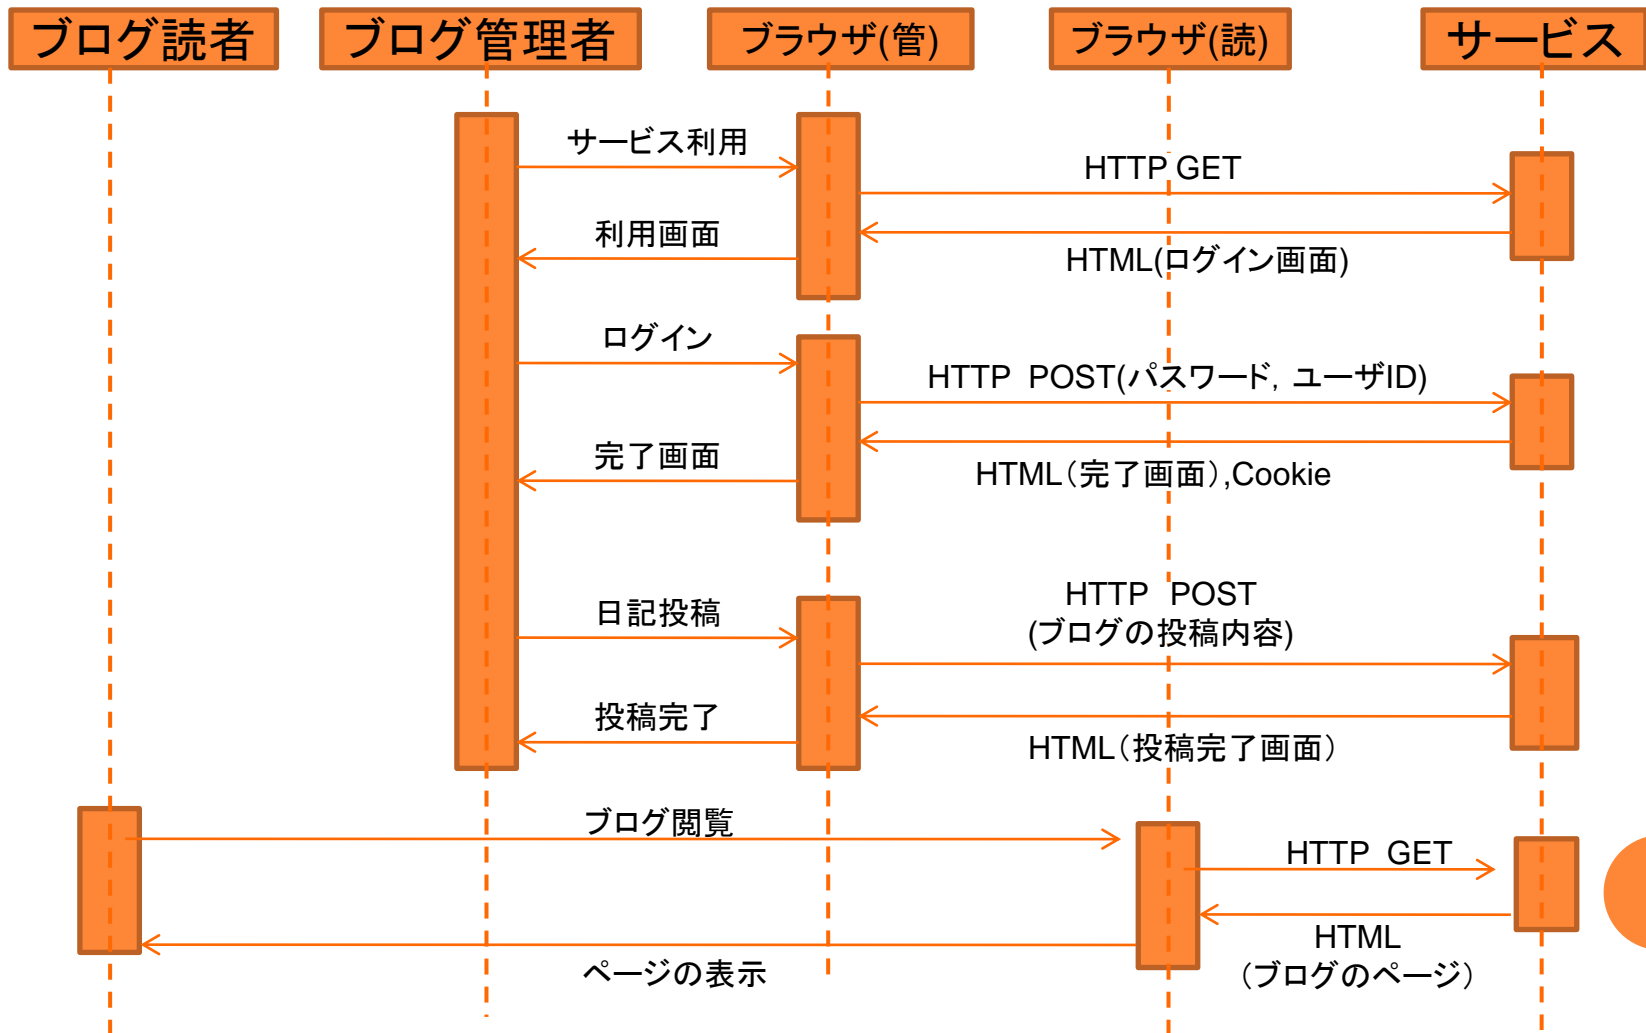 ブログ読者
ブログ管理者
ブラウザ(管)
ブラウザ(読)
サービス
サービス利用
HTTP GET
利用画面
HTML(ログイン画面)
ログイン
HTTP POST(パスワード, ユーザID)
完了画面
HTML(完了画面),Cookie
日記投稿
HTTP POST
(ブログの投稿内容)
投稿完了
HTML(投稿完了画面)
ブログ閲覧
HTTP GET
HTML
(ブログのページ)
ページの表示